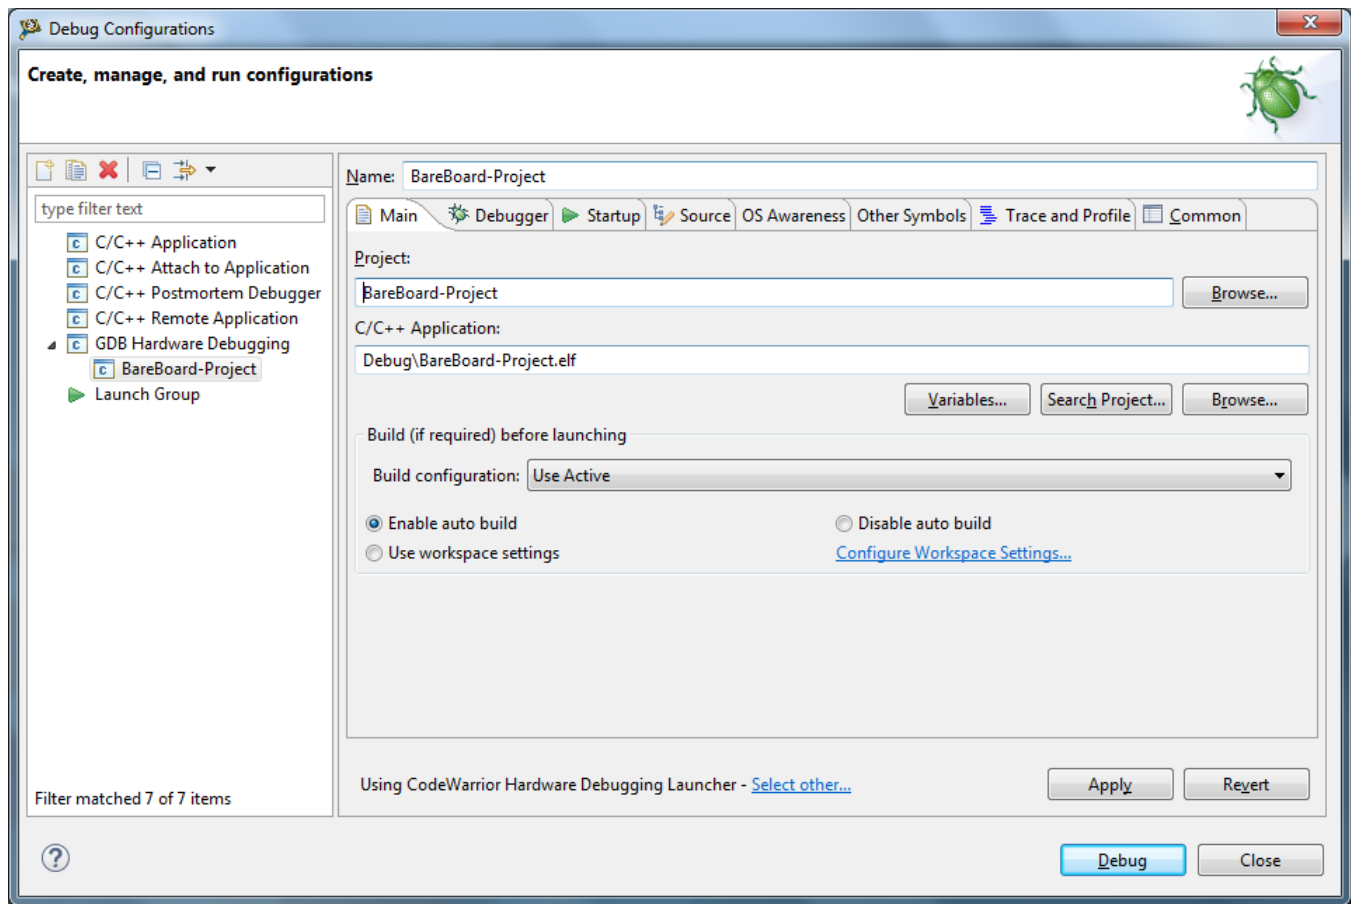 Debug Configurations
Create, manage, and run configurations
type filter text
C/C++ Application
C/C++ Attach to Application
C/C++ Postmortem Debugger
C/C++ Remote Application
GDB Hardware Debugging
BareBoard-Project
Launch Group
Filter matched 7 of 7 items
Name: BareBoard-Project
Main Debugger Startup Source OS Awareness Other Symbols Trace and Profile Common
Project:
BareBoard-Project Browse...
C/C++ Application:
Debug\BareBoard-Project.elf
Variables... Search Project... Browse...
Build (if required) before launching
Build configuration: Use Active
Enable auto build Disable auto build
Use workspace settings Configure Workspace Settings...
Using CodeWarrior Hardware Debugging Launcher - Select other... Apply Revert
Debug Close